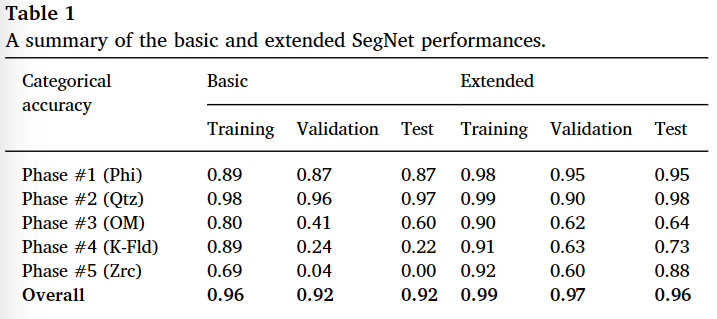 Table 1
A summary of the basic and extended SegNet performances.
Categorical accuracy Basic Extended
Training Validation Test Training Validation Test
Phase #1 (Phi) 0.89 0.87 0.87 0.98 0.95 0.95
Phase #2 (Qtz) 0.98 0.96 0.97 0.99 0.90 0.98
Phase #3 (OM) 0.80 0.41 0.60 0.90 0.62 0.64
Phase #4 (K-Fld) 0.89 0.24 0.22 0.91 0.63 0.73
Phase #5 (Zrc) 0.69 0.04 0.00 0.92 0.60 0.88
Overall 0.96 0.92 0.92 0.99 0.97 0.96